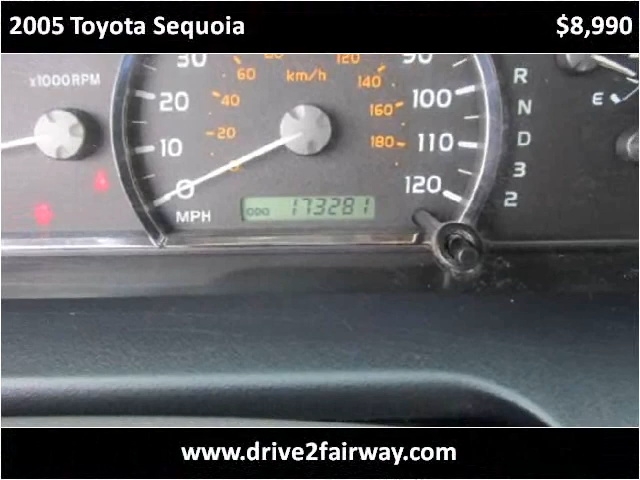 2005 Toyota Sequoia $8,990
30 120 90
60 km/h 140
x1000RPM
20 40 160 100
10 20 180 110
0 0 120
MPH ODO 173281
R
N
D
3
2
E
www.drive2fairway.com